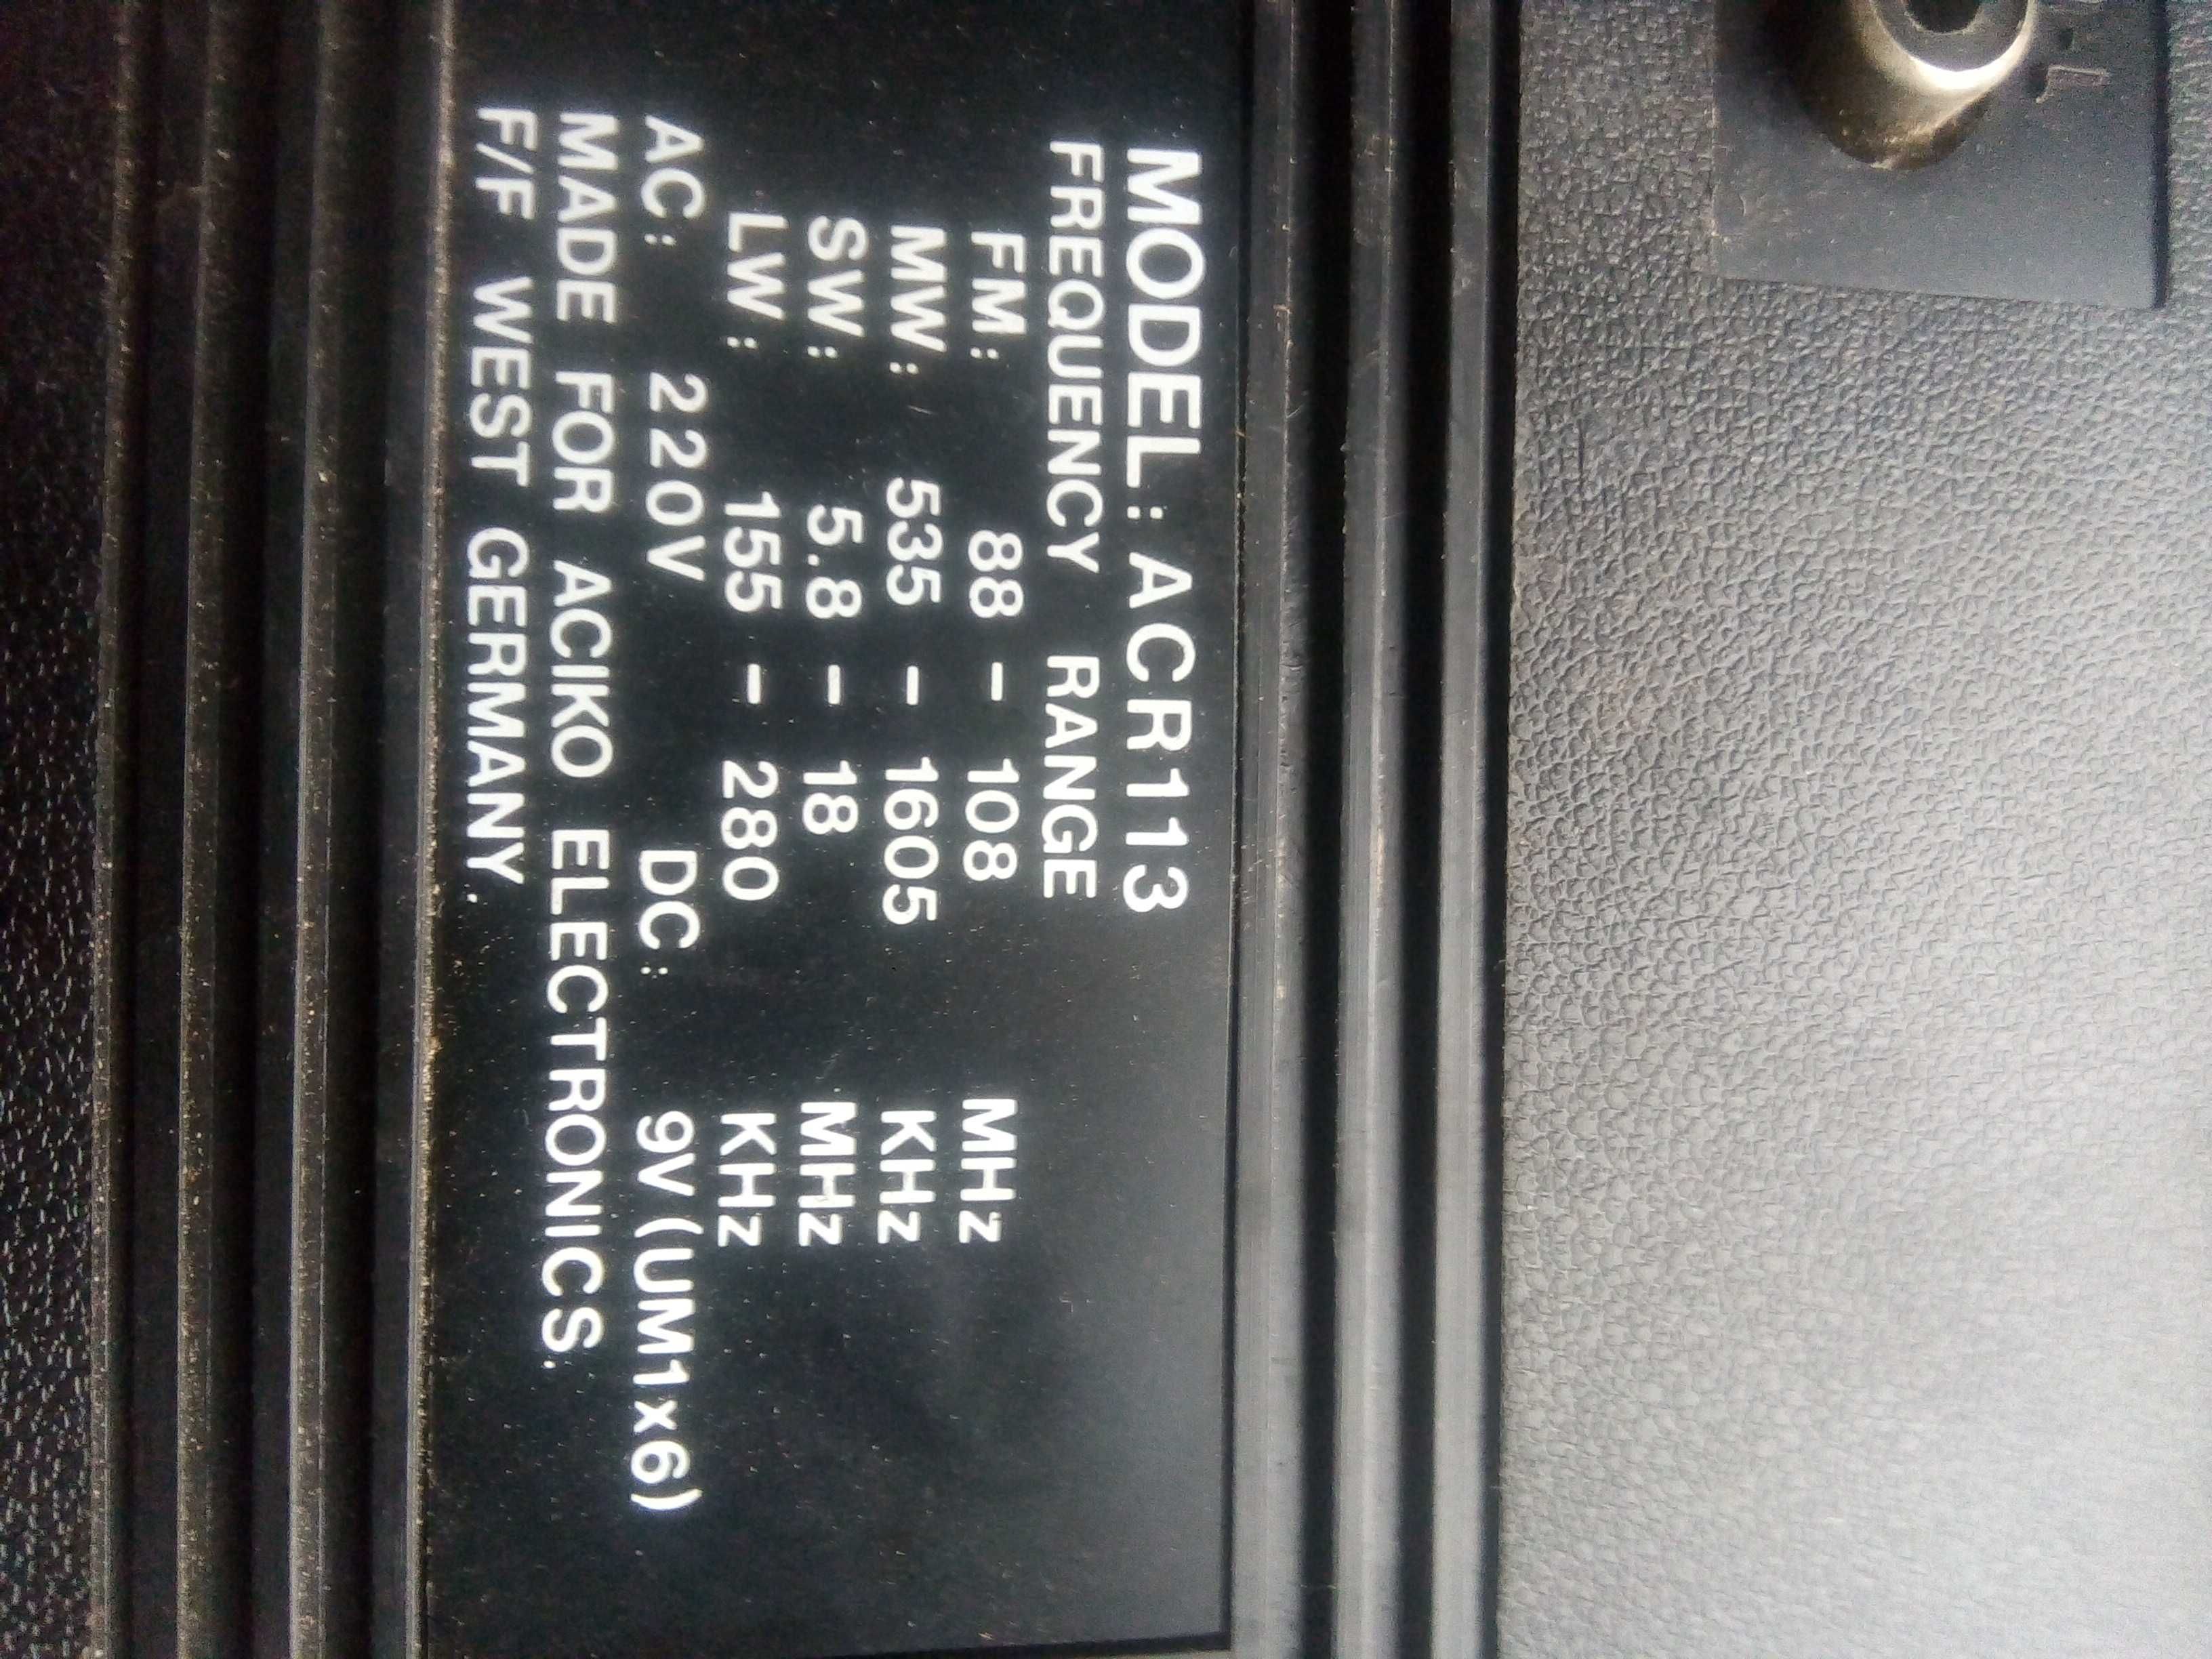 MODEL: ACR113
FREQUENCY RANGE
FM: 88 - 108 MHz
MW: 535 - 1605 KHz
SW: 5.8 - 18 MHz
LW: 155 - 280 KHz
AC: 220V DC: 9V (UM1x6)
MADE FOR ACIKO ELECTRONICS.
F/F WEST GERMANY.